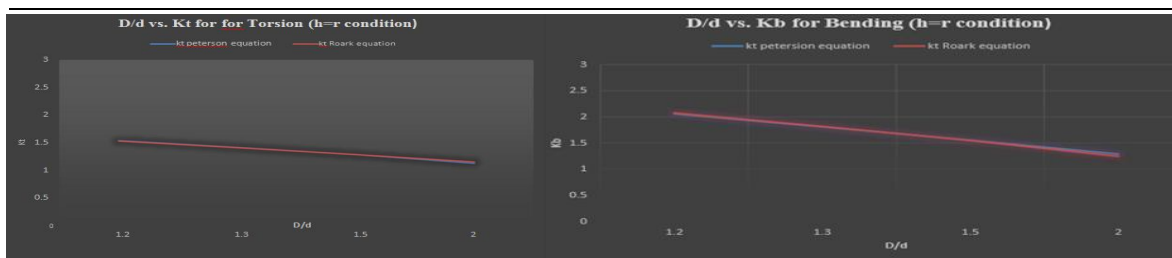 D/d vs. Kt for for Torsion (h=r condition)
kt peterson equation kt Roark equation
3
2.5
2
1.5
1
0.5
0
Kt
1.2 1.3 1.5 2
D/d
D/d vs. Kb for Bending (h=r condition)
kt petersion equation kt Roark equation
3
2.5
2
1.5
1
0.5
0
Kb
1.2 1.3 1.5 2
D/d